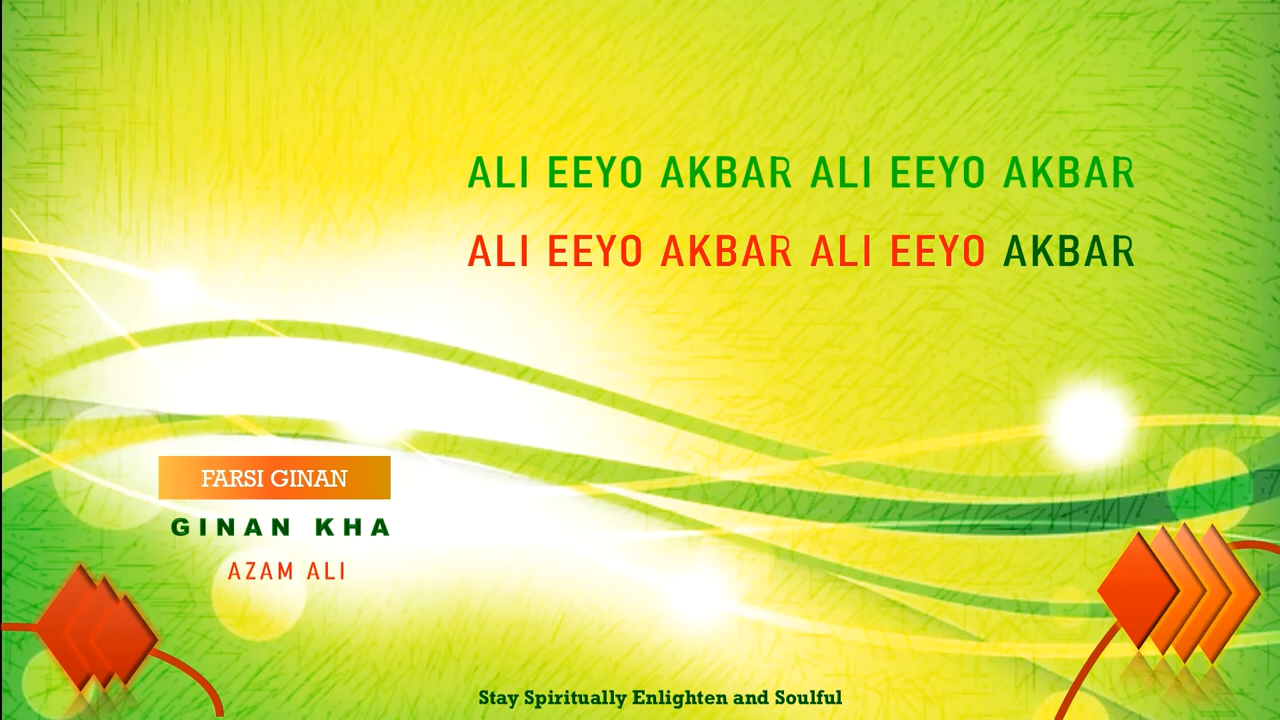 ALI EEYO AKBAR ALI EEYO AKBAR
ALI EEYO AKBAR ALI EEYO AKBAR
FARSI GINAN
GINAN KHA
AZAM ALI
Stay Spiritually Enlighten and Soulful